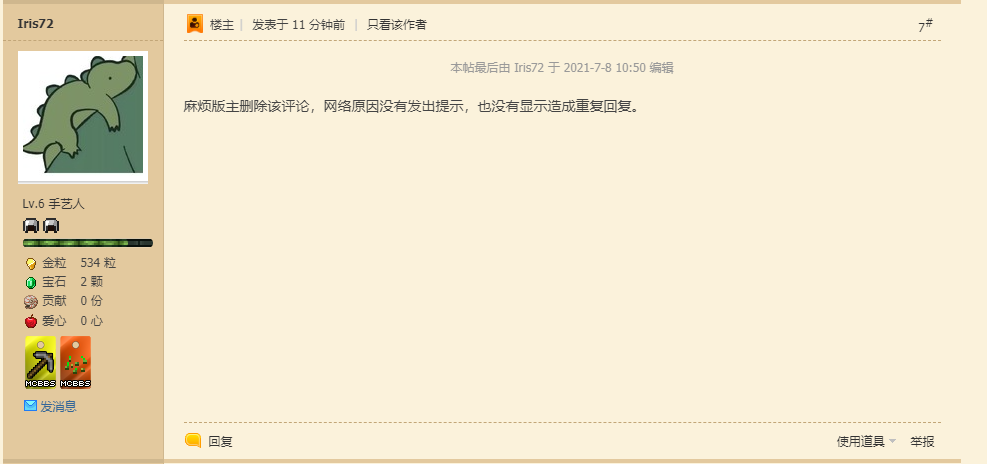 Iris72
楼主 | 发表于 11 分钟前 | 只看该作者
7#
本帖最后由 Iris72 于 2021-7-8 10:50 编辑
麻烦版主删除该评论，网络原因没有发出提示，也没有显示造成重复回复。
Lv.6 手艺人
金粒 534 粒
宝石 2 颗
贡献 0 份
爱心 0 心
MCBBS MCBBS
发消息
回复
使用道具 举报